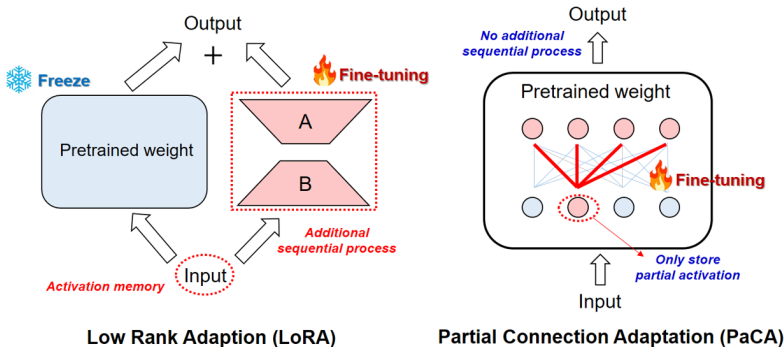 Output
+
Freeze
Fine-tuning
Pretrained weight
A
B
Additional
sequential process
Input
Activation memory
Low Rank Adaption (LoRA)
Output
No additional
sequential process
Pretrained weight
Fine-tuning
Only store
partial activation
Input
Partial Connection Adaptation (PaCA)